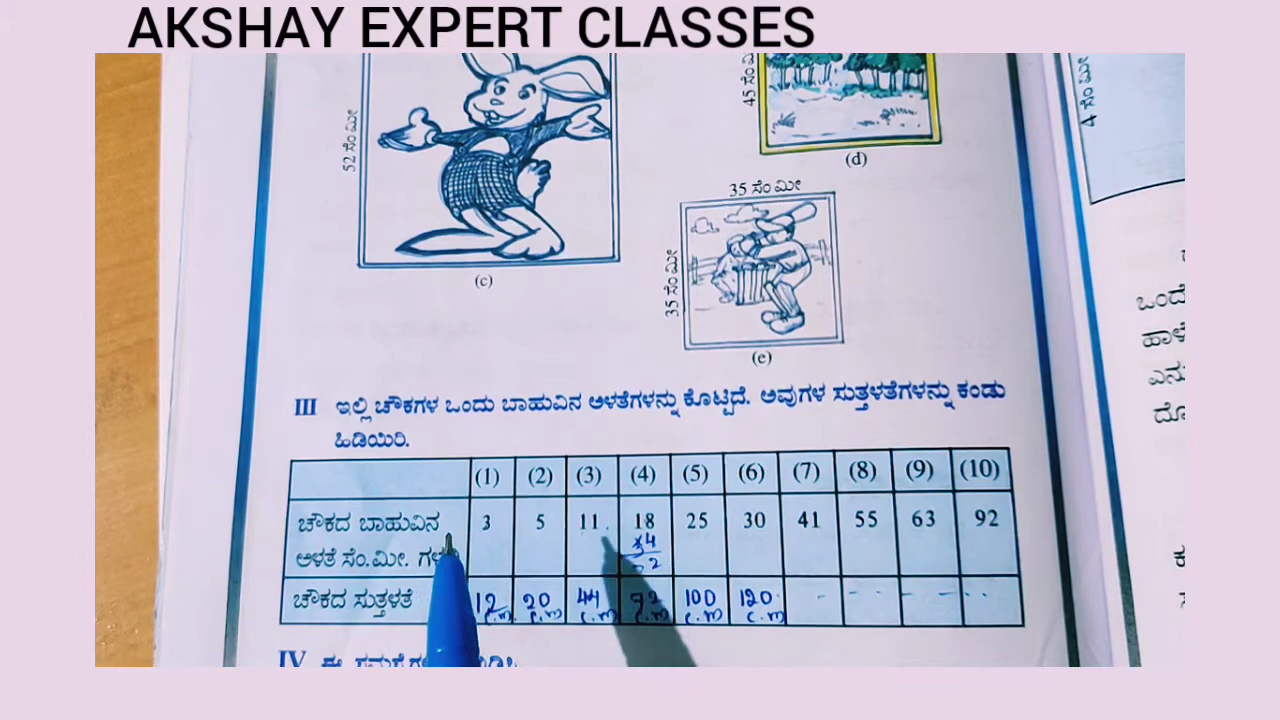 AKSHAY EXPERT CLASSES
52 ಸೆಂ ಮೀ
(c)
45 ಸೆಂ ಮೀ
(d)
35 ಸೆಂ ಮೀ
35 ಸೆಂ ಮೀ
(e)
4 ಸೆಂ ಮೀ
ಒಂದೆ
ಹಾಳೆ
III ಇಲ್ಲಿ ಚೌಕಗಳ ಒಂದು ಬಾಹುವಿನ ಅಳತೆಗಳನ್ನು ಕೊಟ್ಟಿದೆ. ಅವುಗಳ ಸುತ್ತಳತೆಗಳನ್ನು ಕಂಡು
ಹಿಡಿಯಿರಿ.
(1) (2) (3) (4) (5) (6) (7) (8) (9) (10)
ಚೌಕದ ಬಾಹುವಿನ 3 5 11 18 25 30 41 55 63 92
×4
ಅಳತೆ ಸೆಂ.ಮೀ.
ಚೌಕದ ಸುತ್ತಳತೆ 12 20 44 72 100 120
c.m c.m c.m c.m c.m c.m
IV ಈ